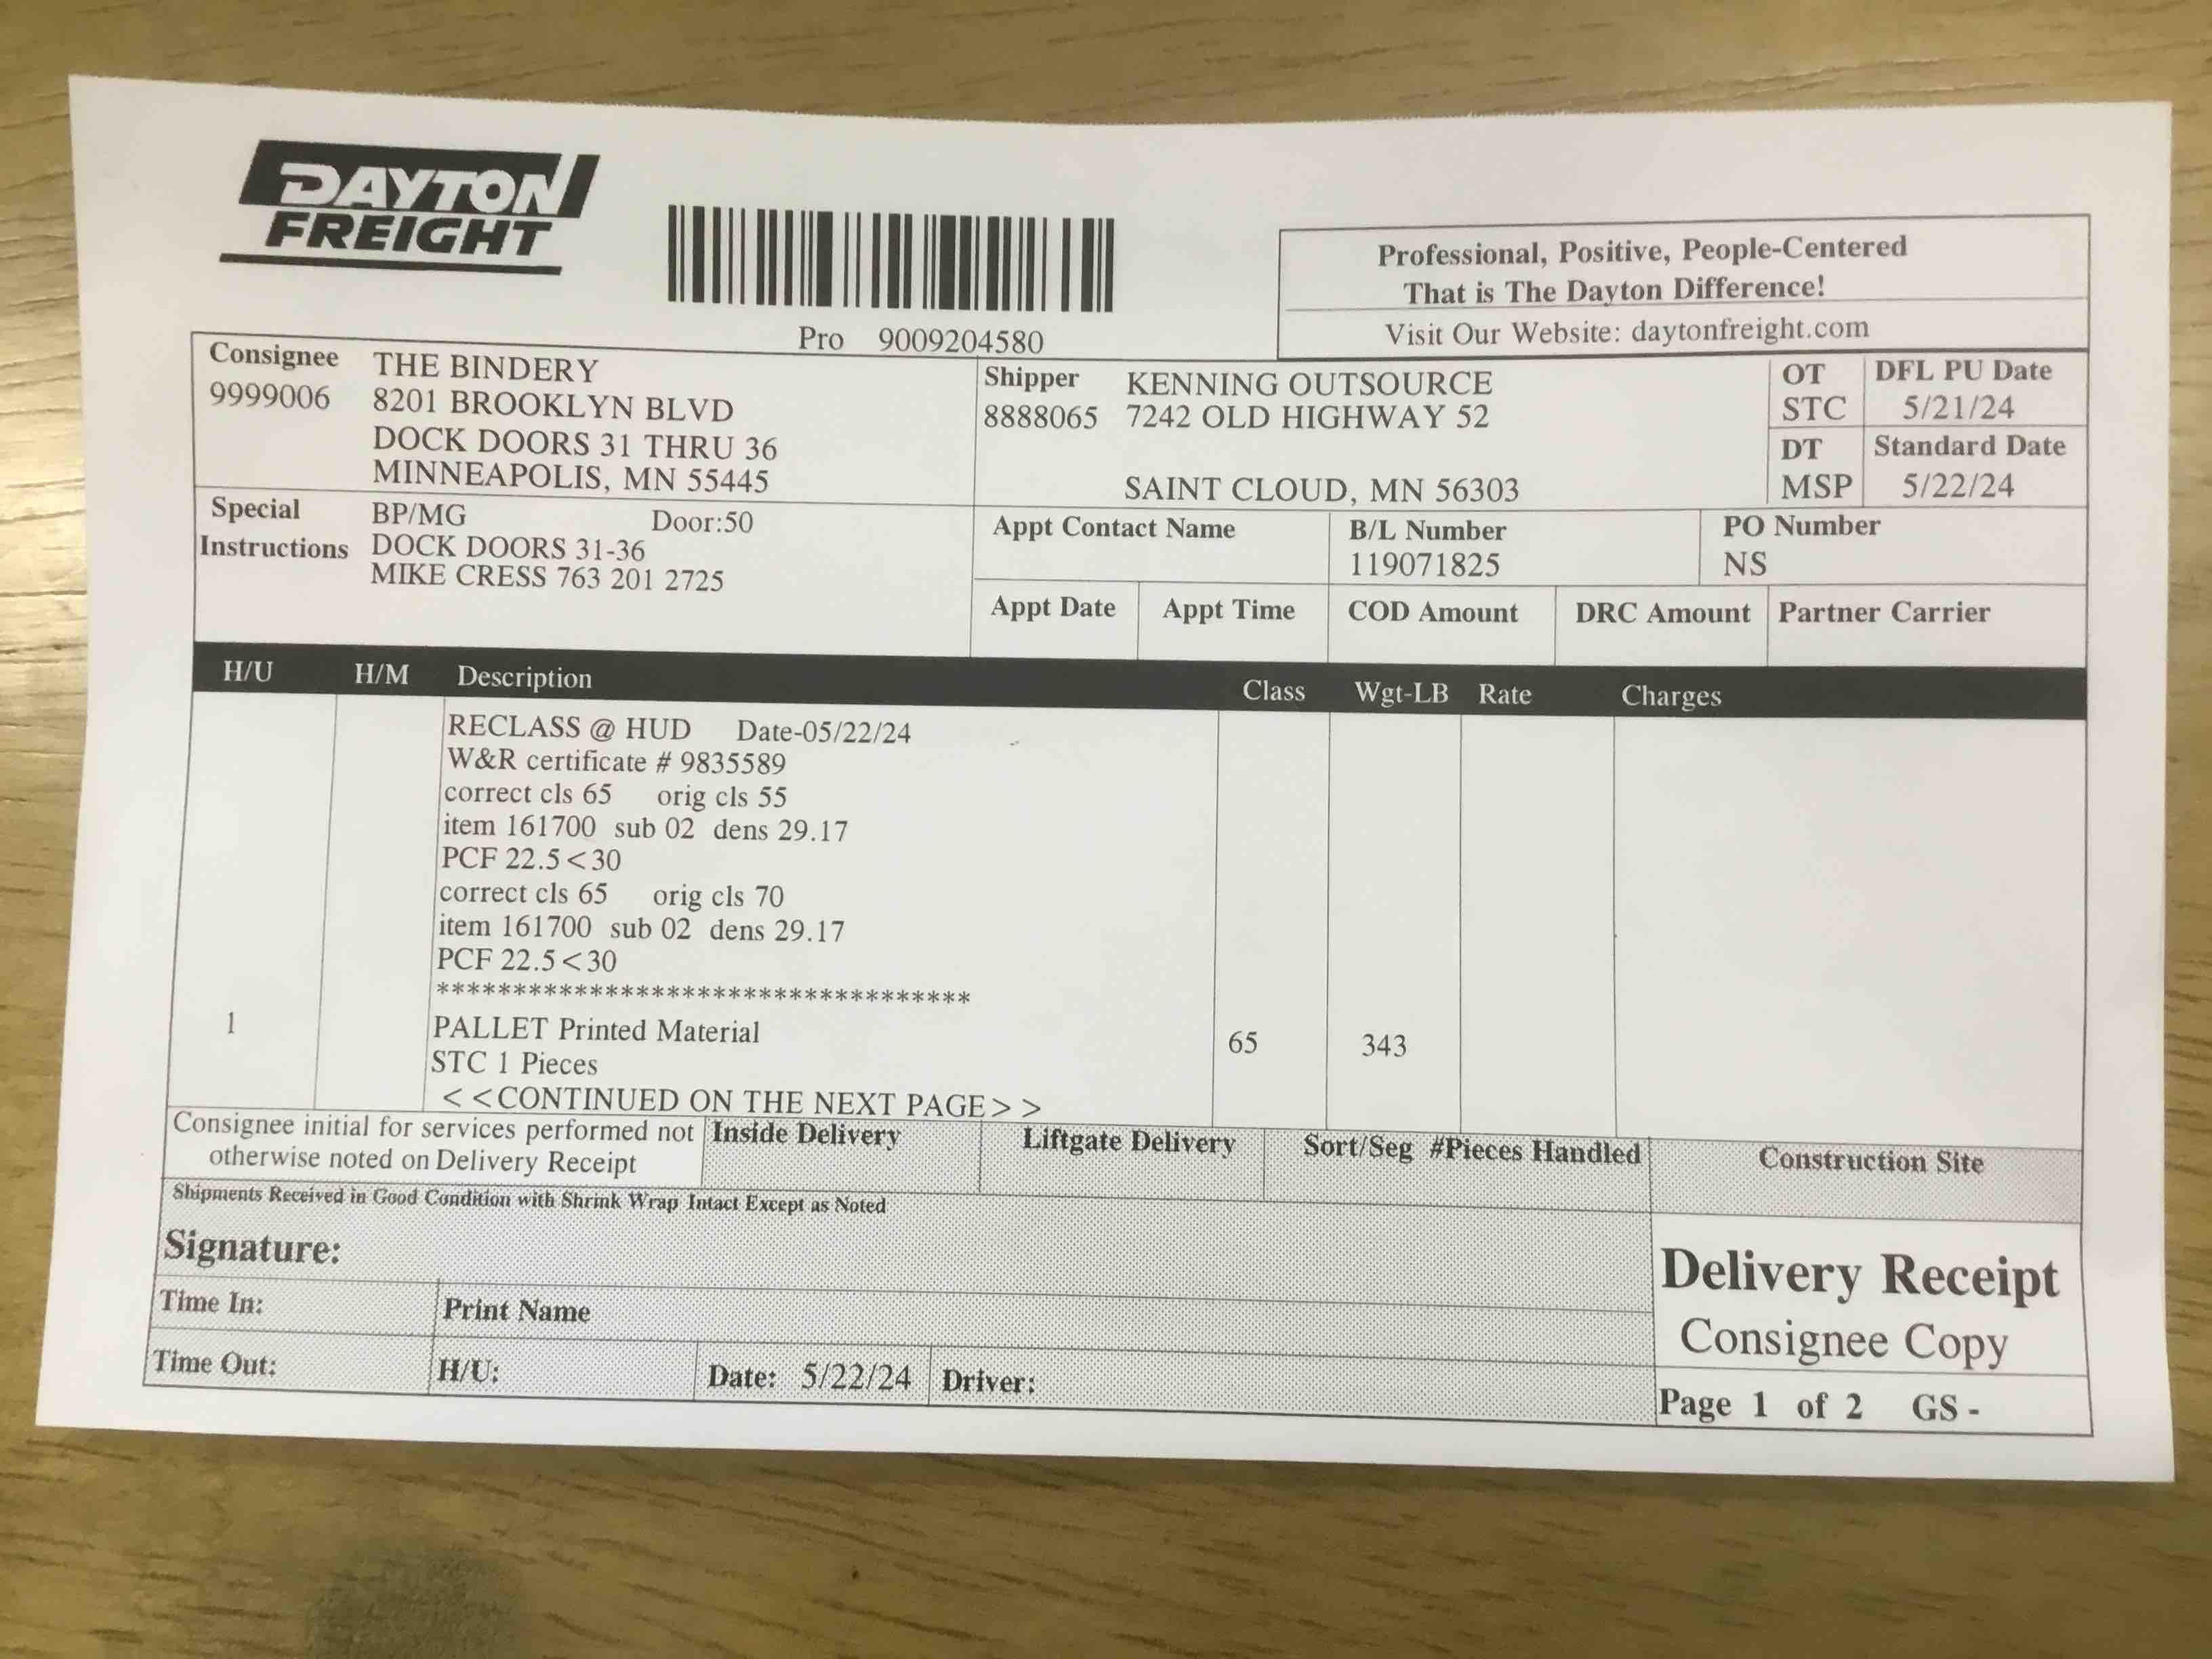 DAYTON
FREIGHT
Pro 9009204580
Professional, Positive, People-Centered
That is The Dayton Difference!
Visit Our Website: daytonfreight.com
Consignee
9999006
THE BINDERY
8201 BROOKLYN BLVD
DOCK DOORS 31 THRU 36
MINNEAPOLIS, MN 55445
Shipper
8888065
KENNING OUTSOURCE
7242 OLD HIGHWAY 52
SAINT CLOUD, MN 56303
OT
STC
DFL PU Date
5/21/24
DT
MSP
Standard Date
5/22/24
Special
Instructions
BP/MG Door:50
DOCK DOORS 31-36
MIKE CRESS 763 201 2725
Appt Contact Name
B/L Number
119071825
PO Number
NS
Appt Date
Appt Time
COD Amount
DRC Amount
Partner Carrier
H/U H/M Description Class Wgt-LB Rate Charges
RECLASS @ HUD Date-05/22/24
W&R certificate # 9835589
correct cls 65 orig cls 55
item 161700 sub 02 dens 29.17
PCF 22.5<30
correct cls 65 orig cls 70
item 161700 sub 02 dens 29.17
PCF 22.5<30
***********************************
1 PALLET Printed Material 65 343
STC 1 Pieces
<<CONTINUED ON THE NEXT PAGE>>
Consignee initial for services performed not
otherwise noted on Delivery Receipt
Inside Delivery
Liftgate Delivery
Sort/Seg #Pieces Handled
Construction Site
Shipments Received in Good Condition with Shrink Wrap Intact Except as Noted
Signature:
Time In:
Print Name
Time Out:
H/U:
Date: 5/22/24
Driver:
Delivery Receipt
Consignee Copy
Page 1 of 2 GS -